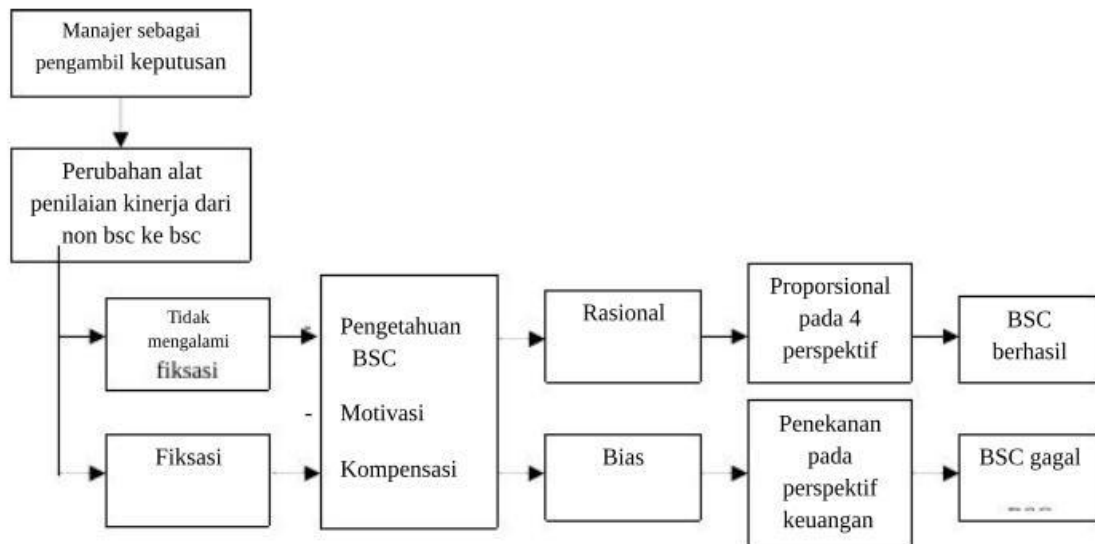 Manajer sebagai
pengambil keputusan
Perubahan alat
penilaian kinerja dari
non bsc ke bsc
Tidak
mengalami
fiksasi
Pengetahuan
BSC
- Motivasi
Kompensasi
Rasional
Proporsional
pada 4
perspektif
BSC
berhasil
Fiksasi
Bias
Penekanan
pada
perspektif
keuangan
BSC gagal